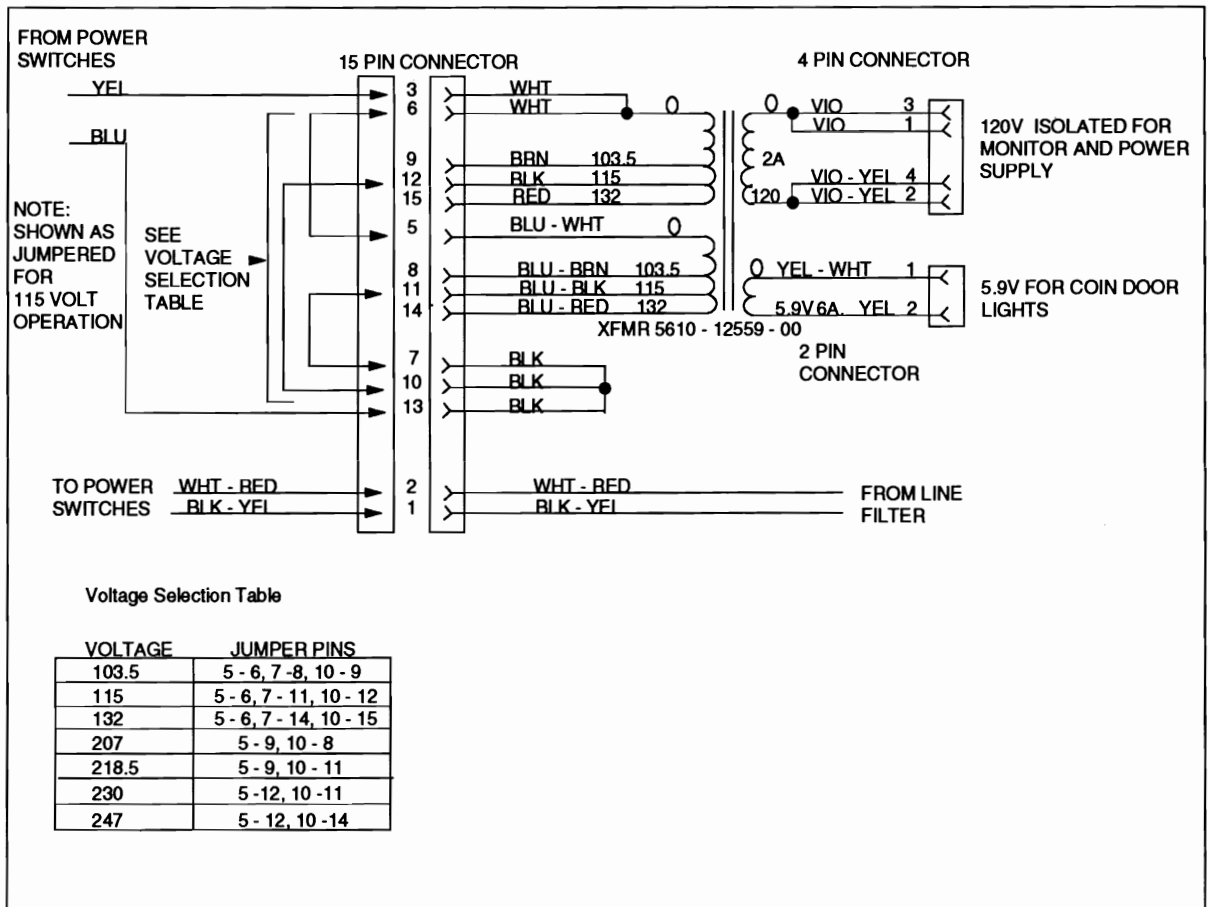 FROM POWER
SWITCHES
15 PIN CONNECTOR
4 PIN CONNECTOR
YEL
3
WHT
6
WHT
0
0
VIO
3
VIO
1
120V ISOLATED FOR
MONITOR AND POWER
SUPPLY
BLU
9
BRN
103.5
2A
12
BLK
115
VIO - YEL
4
15
RED
132
120
VIO - YEL
2
NOTE:
SHOWN AS
JUMPERED
FOR
115 VOLT
OPERATION
SEE
VOLTAGE
SELECTION
TABLE
5
BLU - WHT
0
8
BLU - BRN
103.5
0
YEL - WHT
1
11
BLU - BLK
115
5.9V FOR COIN DOOR
LIGHTS
14
BLU - RED
132
5.9V 6A.
YEL
2
XFMR 5610 - 12559 - 00
2 PIN
CONNECTOR
7
BLK
10
BLK
13
BLK
TO POWER
SWITCHES
WHT - RED
2
WHT - RED
BLK - YEL
1
BLK - YEL
FROM LINE
FILTER
Voltage Selection Table
VOLTAGE JUMPER PINS
103.5 5 - 6, 7 -8, 10 - 9
115 5 - 6, 7 - 11, 10 - 12
132 5 - 6, 7 - 14, 10 - 15
207 5 - 9, 10 - 8
218.5 5 - 9, 10 - 11
230 5 -12, 10 -11
247 5 - 12, 10 -14